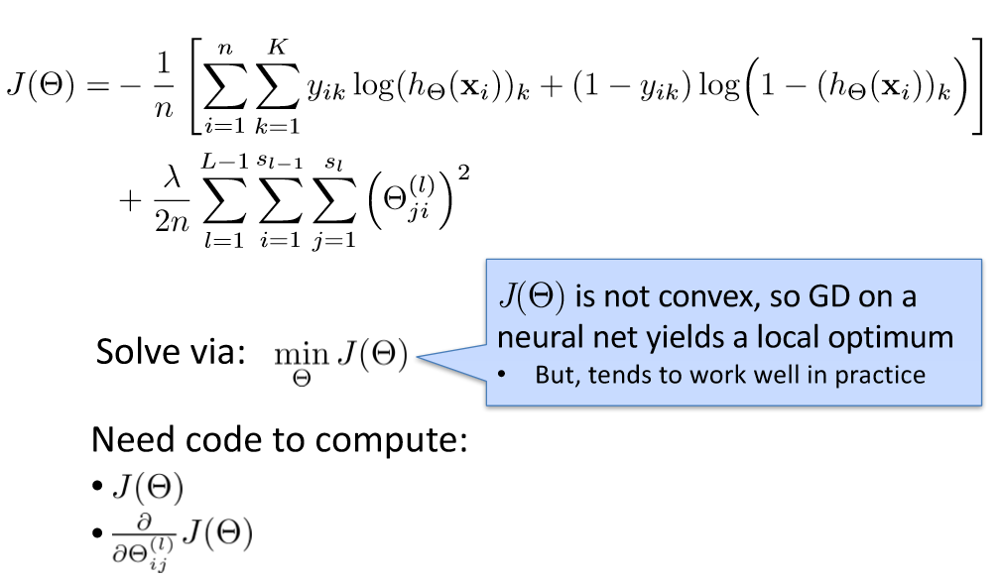 $J(\Theta) = -\frac{1}{n}\left[\sum_{i=1}^{n}\sum_{k=1}^{K} y_{ik}\log(h_\Theta(\mathbf{x}_i))_k + (1 - y_{ik})\log\left(1 - (h_\Theta(\mathbf{x}_i))_k\right)\right]$
$+ \frac{\lambda}{2n}\sum_{l=1}^{L-1}\sum_{i=1}^{s_{l-1}}\sum_{j=1}^{s_l}\left(\Theta_{ji}^{(l)}\right)^2$
$J(\Theta)$ is not convex, so GD on a
neural net yields a local optimum
• But, tends to work well in practice
Solve via: $\min_{\Theta} J(\Theta)$
Need code to compute:
• $J(\Theta)$
• $\frac{\partial}{\partial\Theta_{ij}^{(l)}} J(\Theta)$